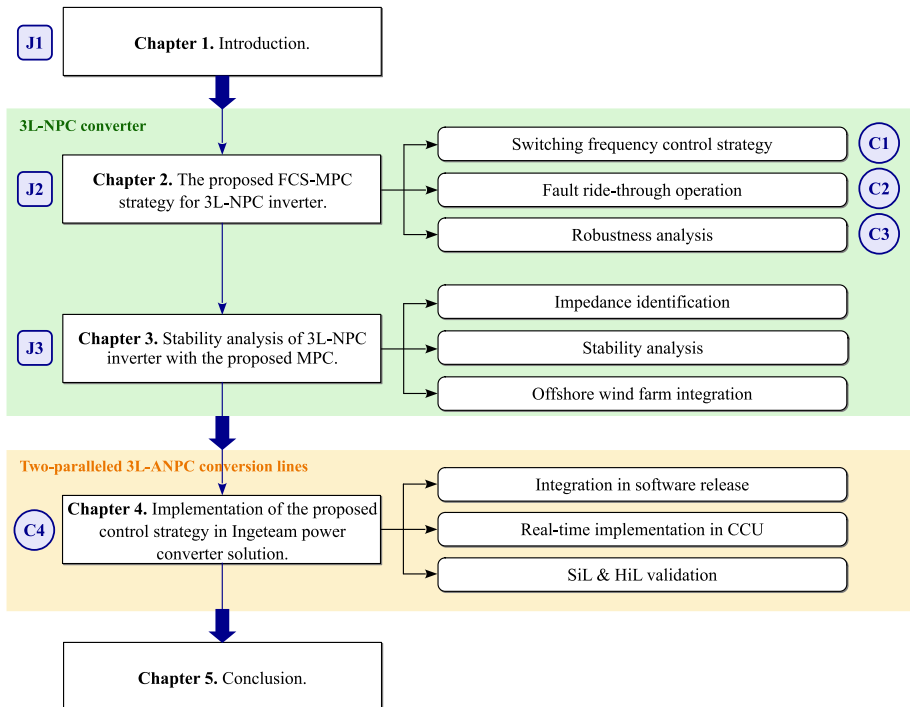 J1
Chapter 1. Introduction.
3L-NPC converter
J2
Chapter 2. The proposed FCS-MPC
strategy for 3L-NPC inverter.
Switching frequency control strategy
C1
Fault ride-through operation
C2
Robustness analysis
C3
J3
Chapter 3. Stability analysis of 3L-NPC
inverter with the proposed MPC.
Impedance identification
Stability analysis
Offshore wind farm integration
Two-paralleled 3L-ANPC conversion lines
C4
Chapter 4. Implementation of the proposed
control strategy in Ingeteam power
converter solution.
Integration in software release
Real-time implementation in CCU
SiL & HiL validation
Chapter 5. Conclusion.